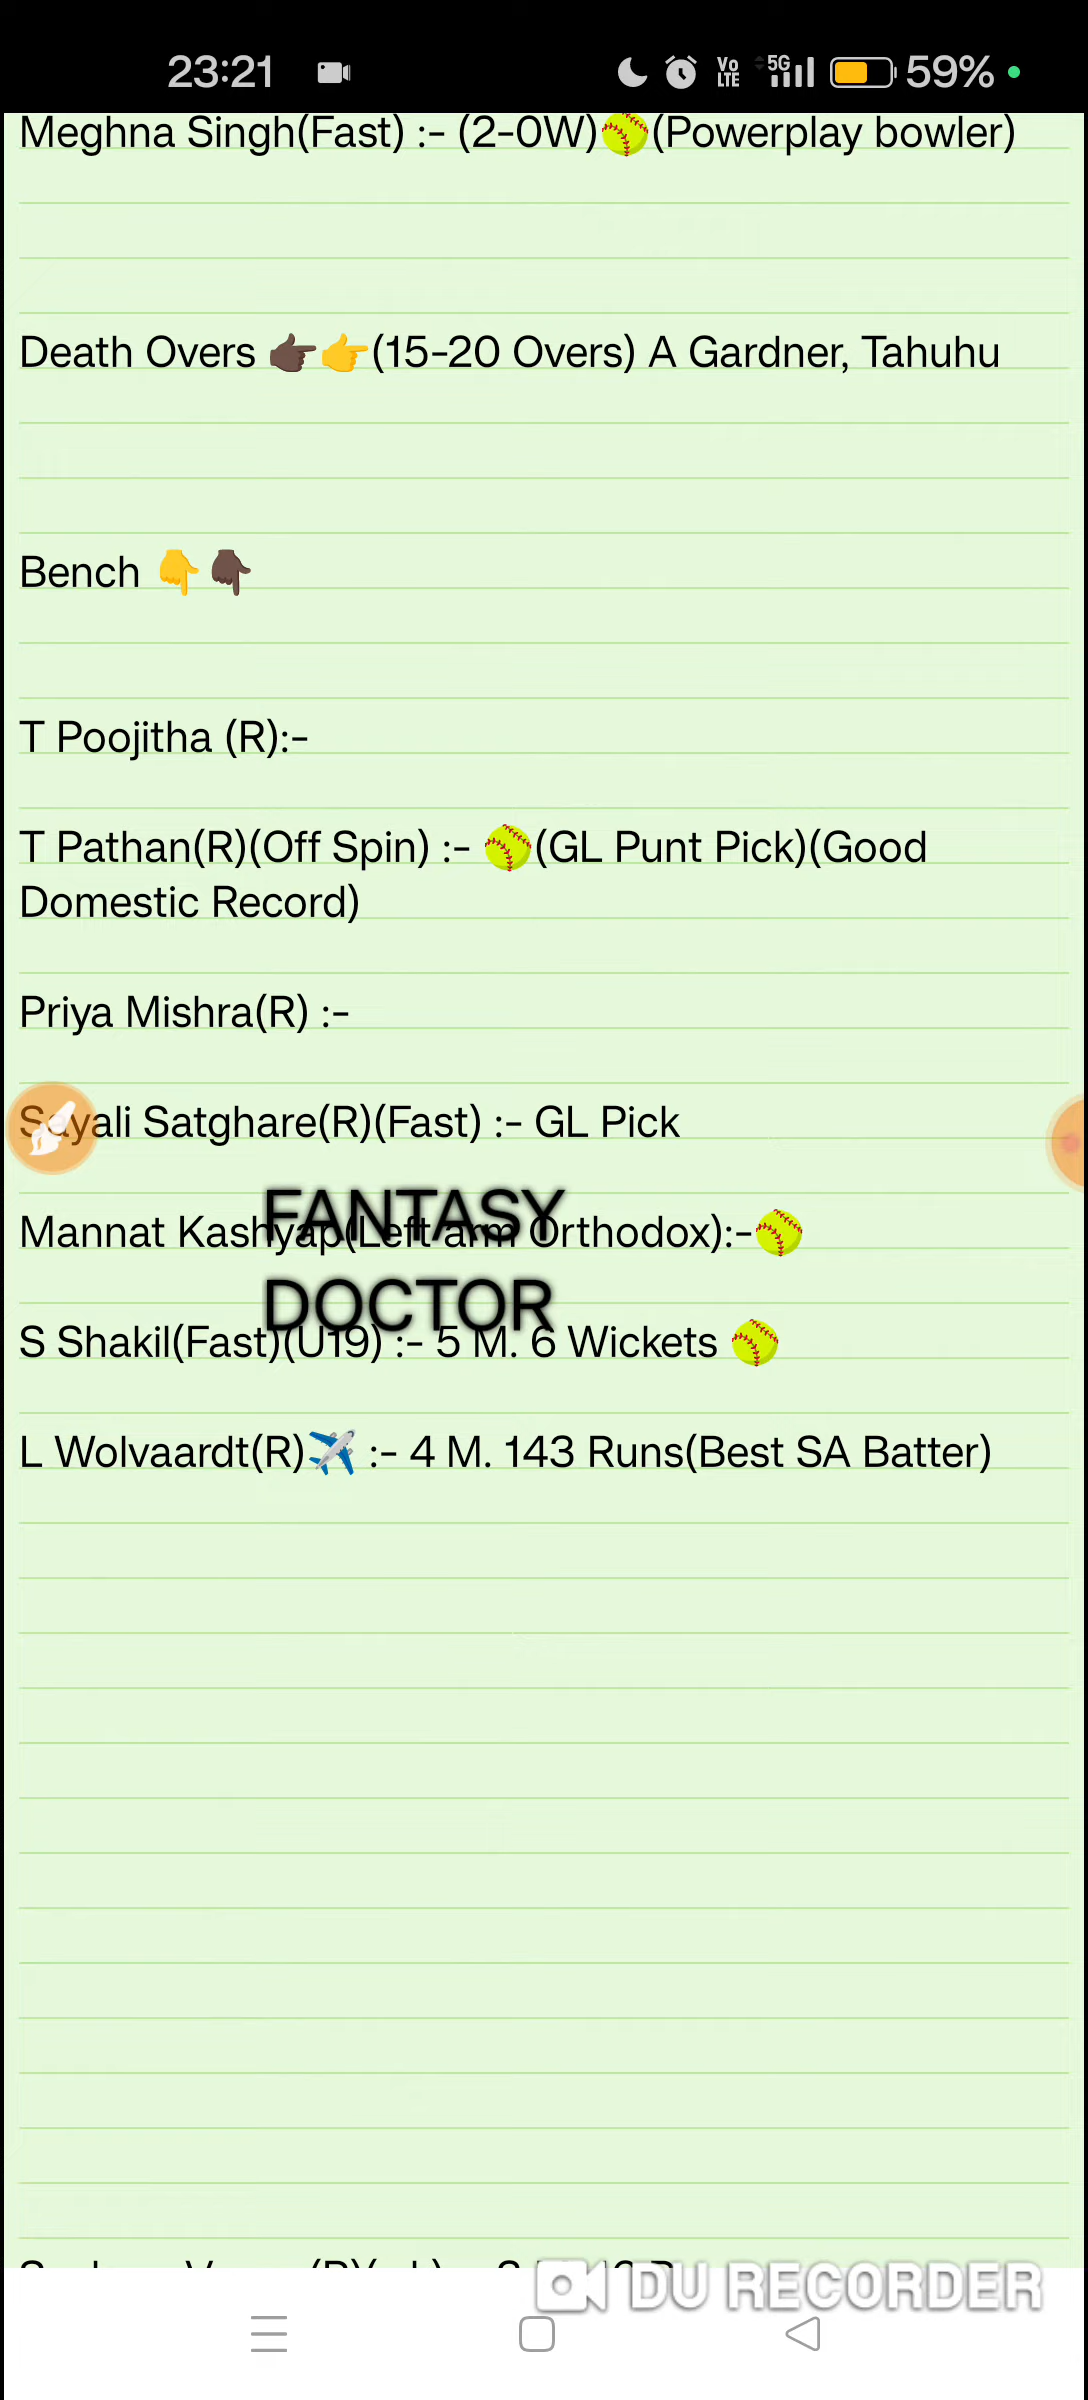 23:21 Vo LTE 5G 59%
Meghna Singh(Fast) :- (2-0W)🥎(Powerplay bowler)
Death Overs 👉🏿👉(15-20 Overs) A Gardner, Tahuhu
Bench 👇👇🏿
T Poojitha (R):-
T Pathan(R)(Off Spin) :- 🥎(GL Punt Pick)(Good
Domestic Record)
Priya Mishra(R) :-
Sayali Satghare(R)(Fast) :- GL Pick
Mannat Kashyap(Left arm Orthodox):-🥎
FANTASY
DOCTOR
S Shakil(Fast)(U19) :- 5 M. 6 Wickets 🥎
L Wolvaardt(R)✈️ :- 4 M. 143 Runs(Best SA Batter)
DU RECORDER